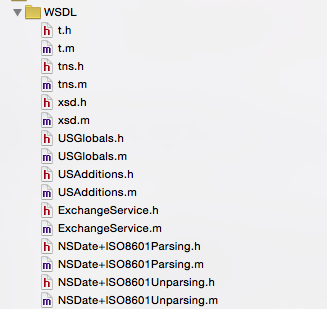 WSDL
h t.h
m t.m
h tns.h
m tns.m
h xsd.h
m xsd.m
h USGlobals.h
m USGlobals.m
h USAdditions.h
m USAdditions.m
h ExchangeService.h
m ExchangeService.m
h NSDate+ISO8601Parsing.h
m NSDate+ISO8601Parsing.m
h NSDate+ISO8601Unparsing.h
m NSDate+ISO8601Unparsing.m